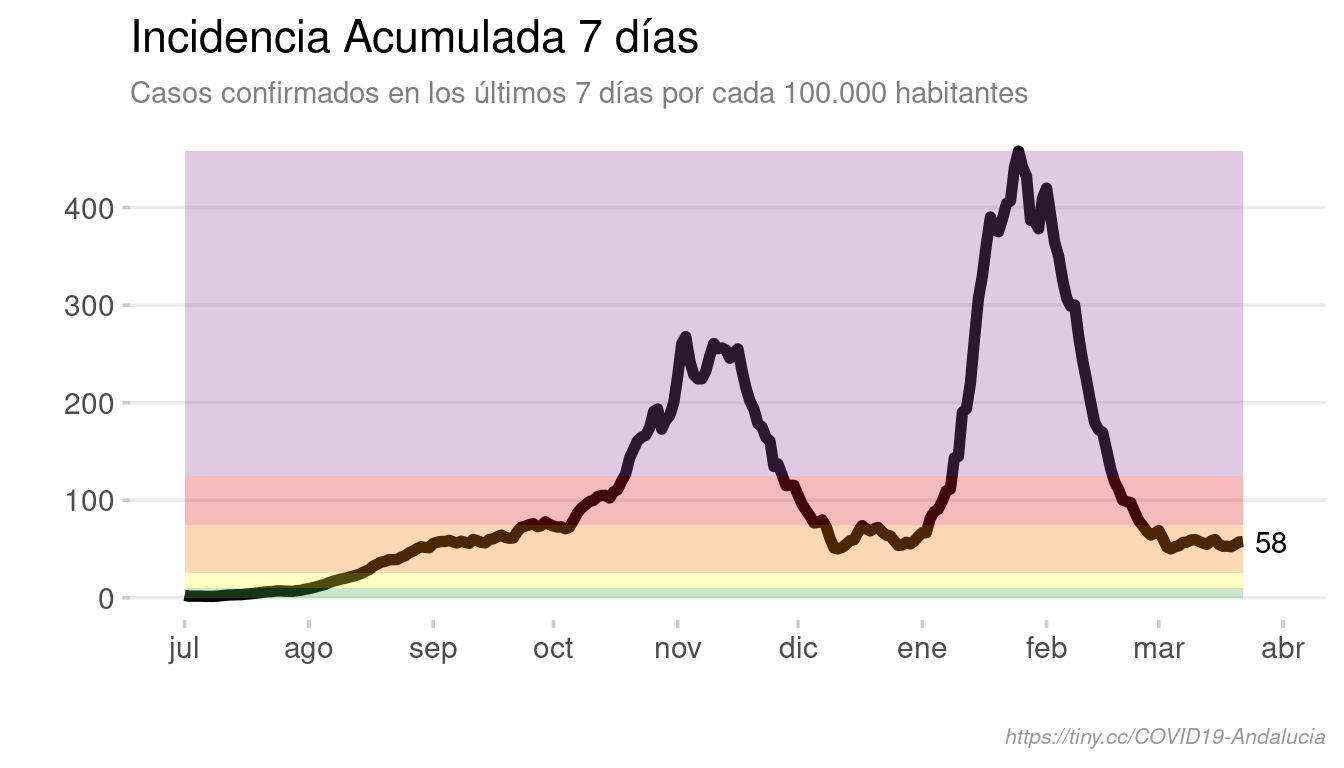 Incidencia Acumulada 7 días
Casos confirmados en los últimos 7 días por cada 100.000 habitantes
400
300
200
100
0
58
jul ago sep oct nov dic ene feb mar abr
https://tiny.cc/COVID19-Andalucia